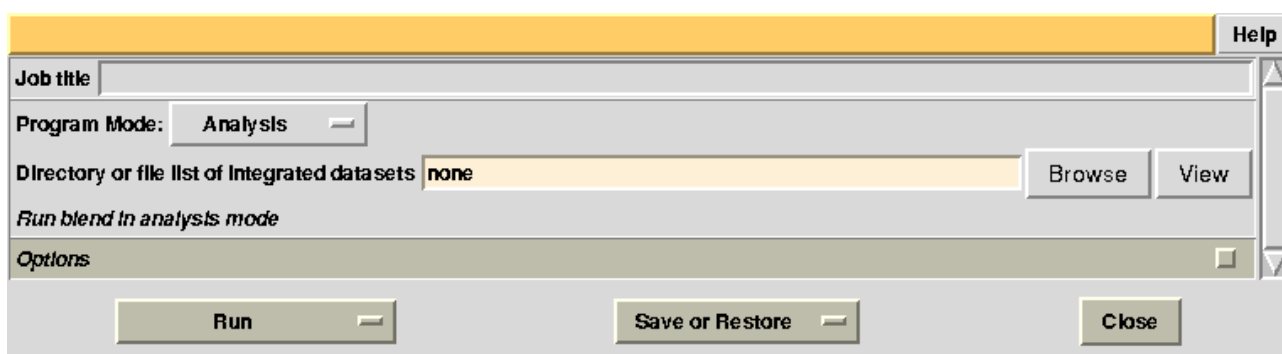 Help
Job title
Program Mode: Analysis
Directory or file list of integrated datasets none Browse View
Run blend in analysis mode
Options
Run Save or Restore Close